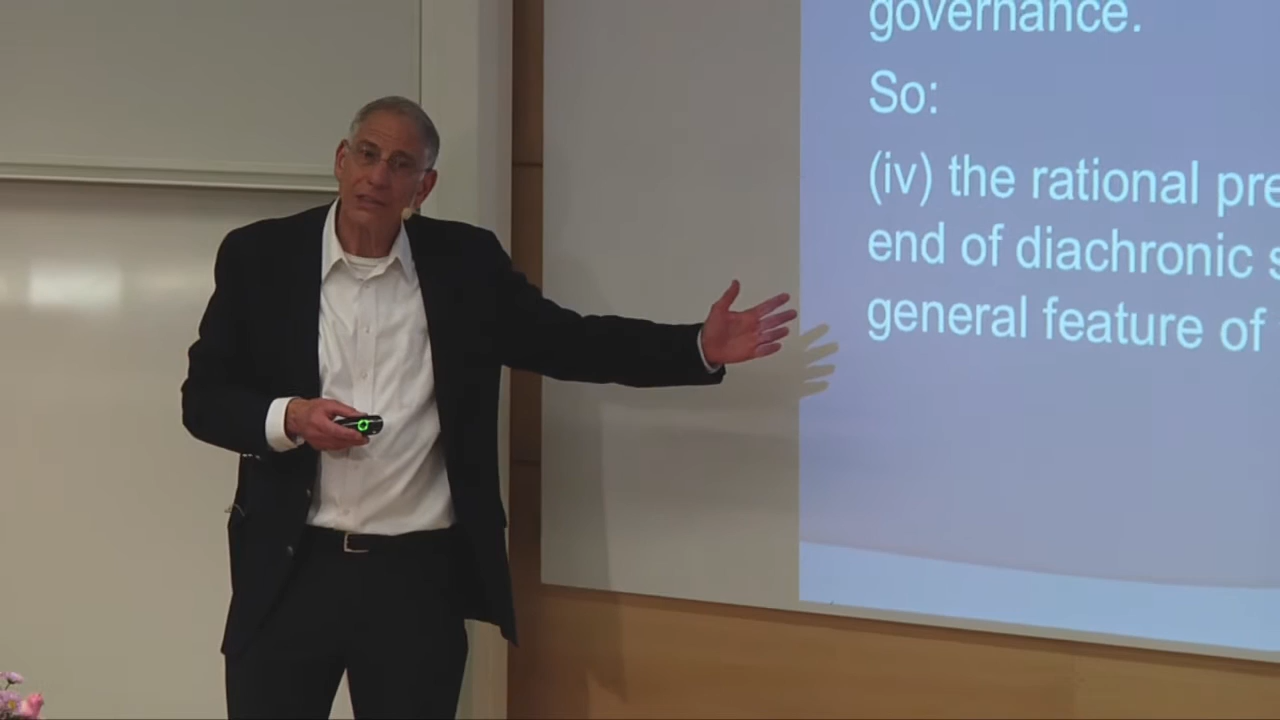 governance.
So:
(iv) the rational pre
end of diachronic s
general feature of